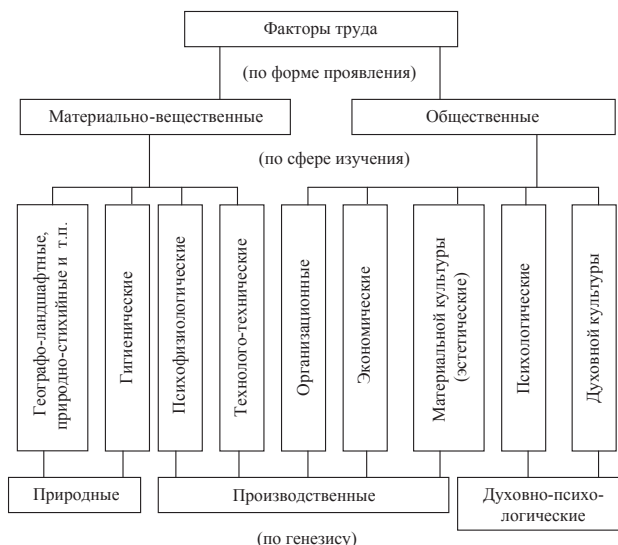 Факторы труда
(по форме проявления)
Материально-вещественные
Общественные
(по сфере изучения)
Географо-ландшафтные,
природно-стихийные и т.п.
Гигиенические
Психофизиологические
Технолого-технические
Организационные
Экономические
Материальной культуры
(эстетические)
Психологические
Духовной культуры
Природные
Производственные
Духовно-психо-
логические
(по генезису)